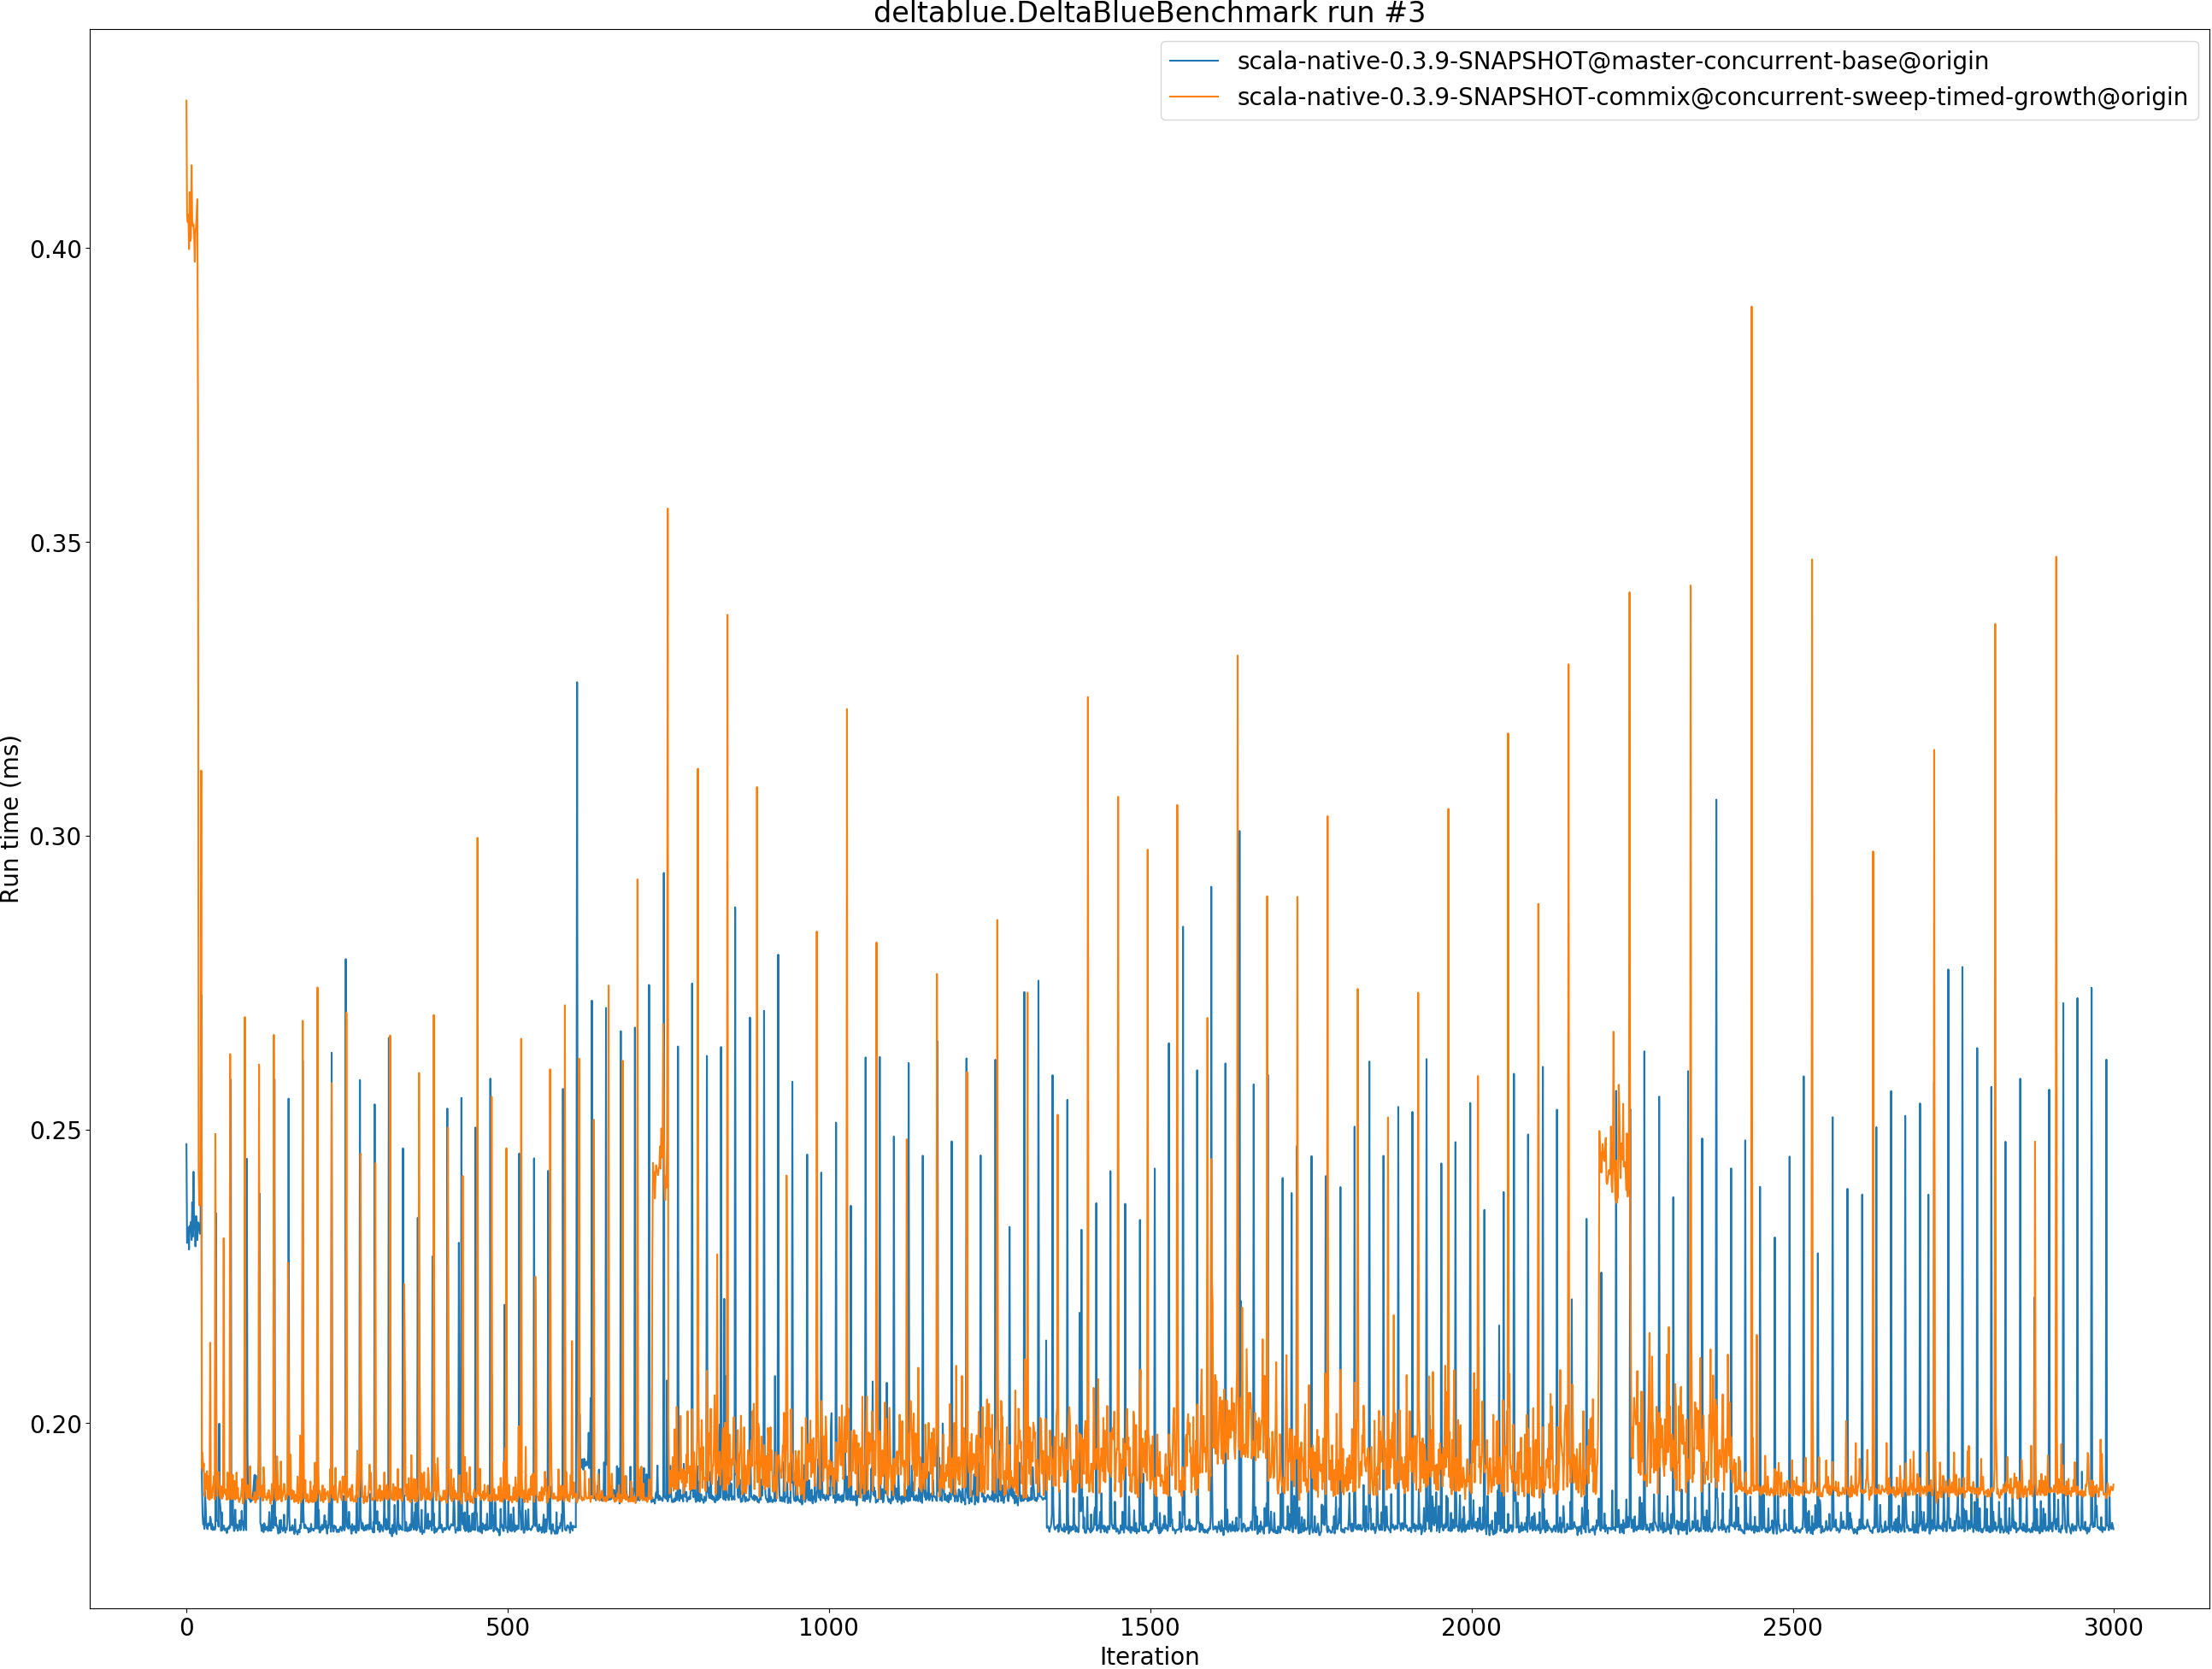 deltablue.DeltaBlueBenchmark run #3
scala-native-0.3.9-SNAPSHOT@master-concurrent-base@origin
scala-native-0.3.9-SNAPSHOT-commix@concurrent-sweep-timed-growth@origin
Run time (ms)
0.40
0.35
0.30
0.25
0.20
0
500
1000
1500
2000
2500
3000
Iteration